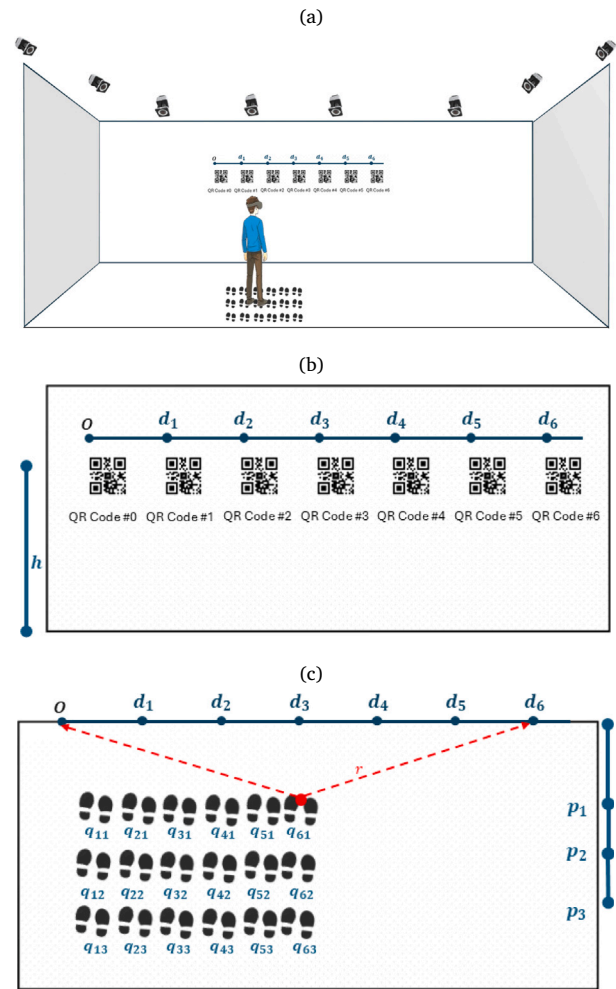 (a)
O d₁ d₂ d₃ d₄ d₅ d₆
QR Code #0 QR Code #1 QR Code #2 QR Code #3 QR Code #4 QR Code #5 QR Code #6
(b)
O d₁ d₂ d₃ d₄ d₅ d₆
QR Code #0 QR Code #1 QR Code #2 QR Code #3 QR Code #4 QR Code #5 QR Code #6
h
(c)
O d₁ d₂ d₃ d₄ d₅ d₆
r
p₁
q₁₁ q₂₁ q₃₁ q₄₁ q₅₁ q₆₁
p₂
q₁₂ q₂₂ q₃₂ q₄₂ q₅₂ q₆₂
p₃
q₁₃ q₂₃ q₃₃ q₄₃ q₅₃ q₆₃